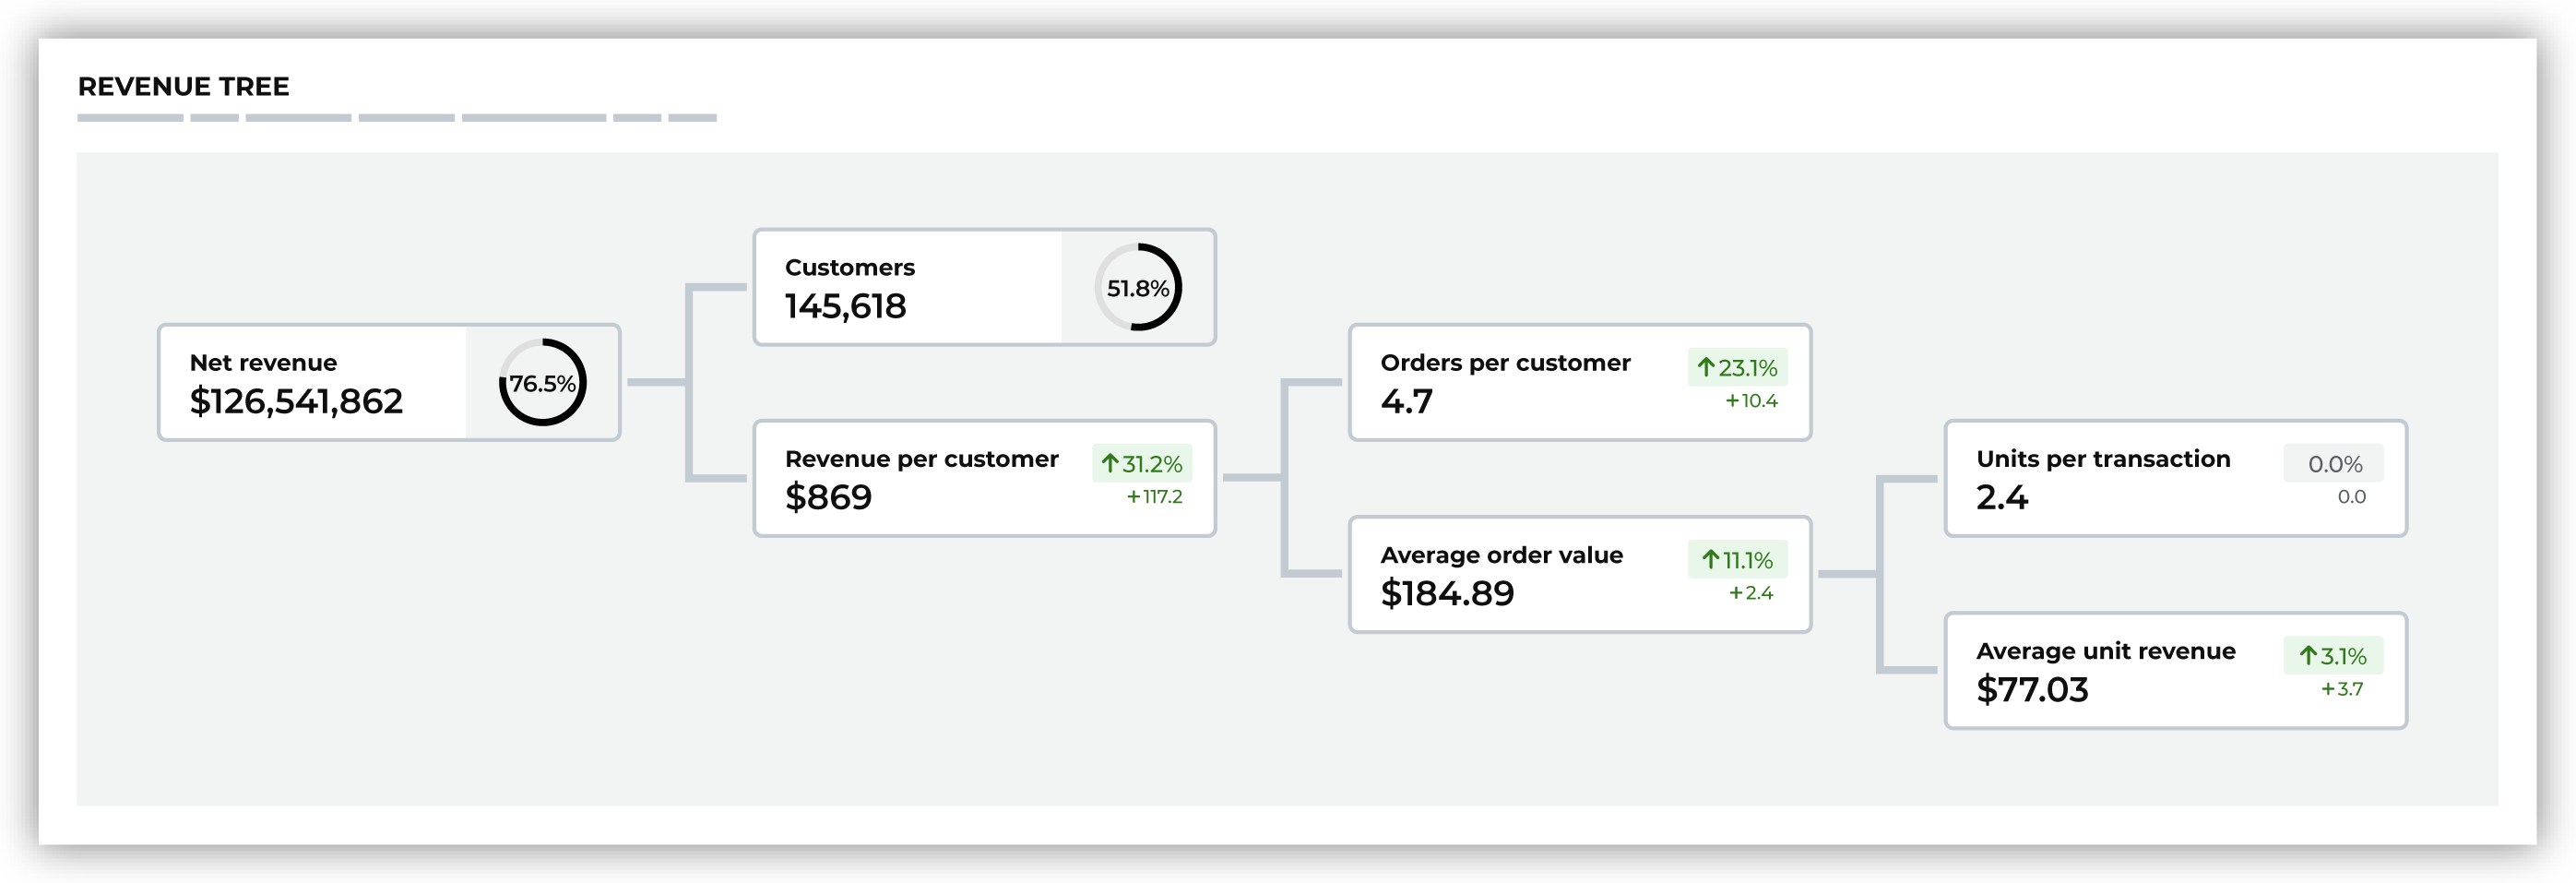 REVENUE TREE
Net revenue
$126,541,862
76.5%
Customers
145,618
51.8%
Revenue per customer
$869
↑31.2%
+117.2
Orders per customer
4.7
↑23.1%
+10.4
Average order value
$184.89
↑11.1%
+2.4
Units per transaction
2.4
0.0%
0.0
Average unit revenue
$77.03
↑3.1%
+3.7